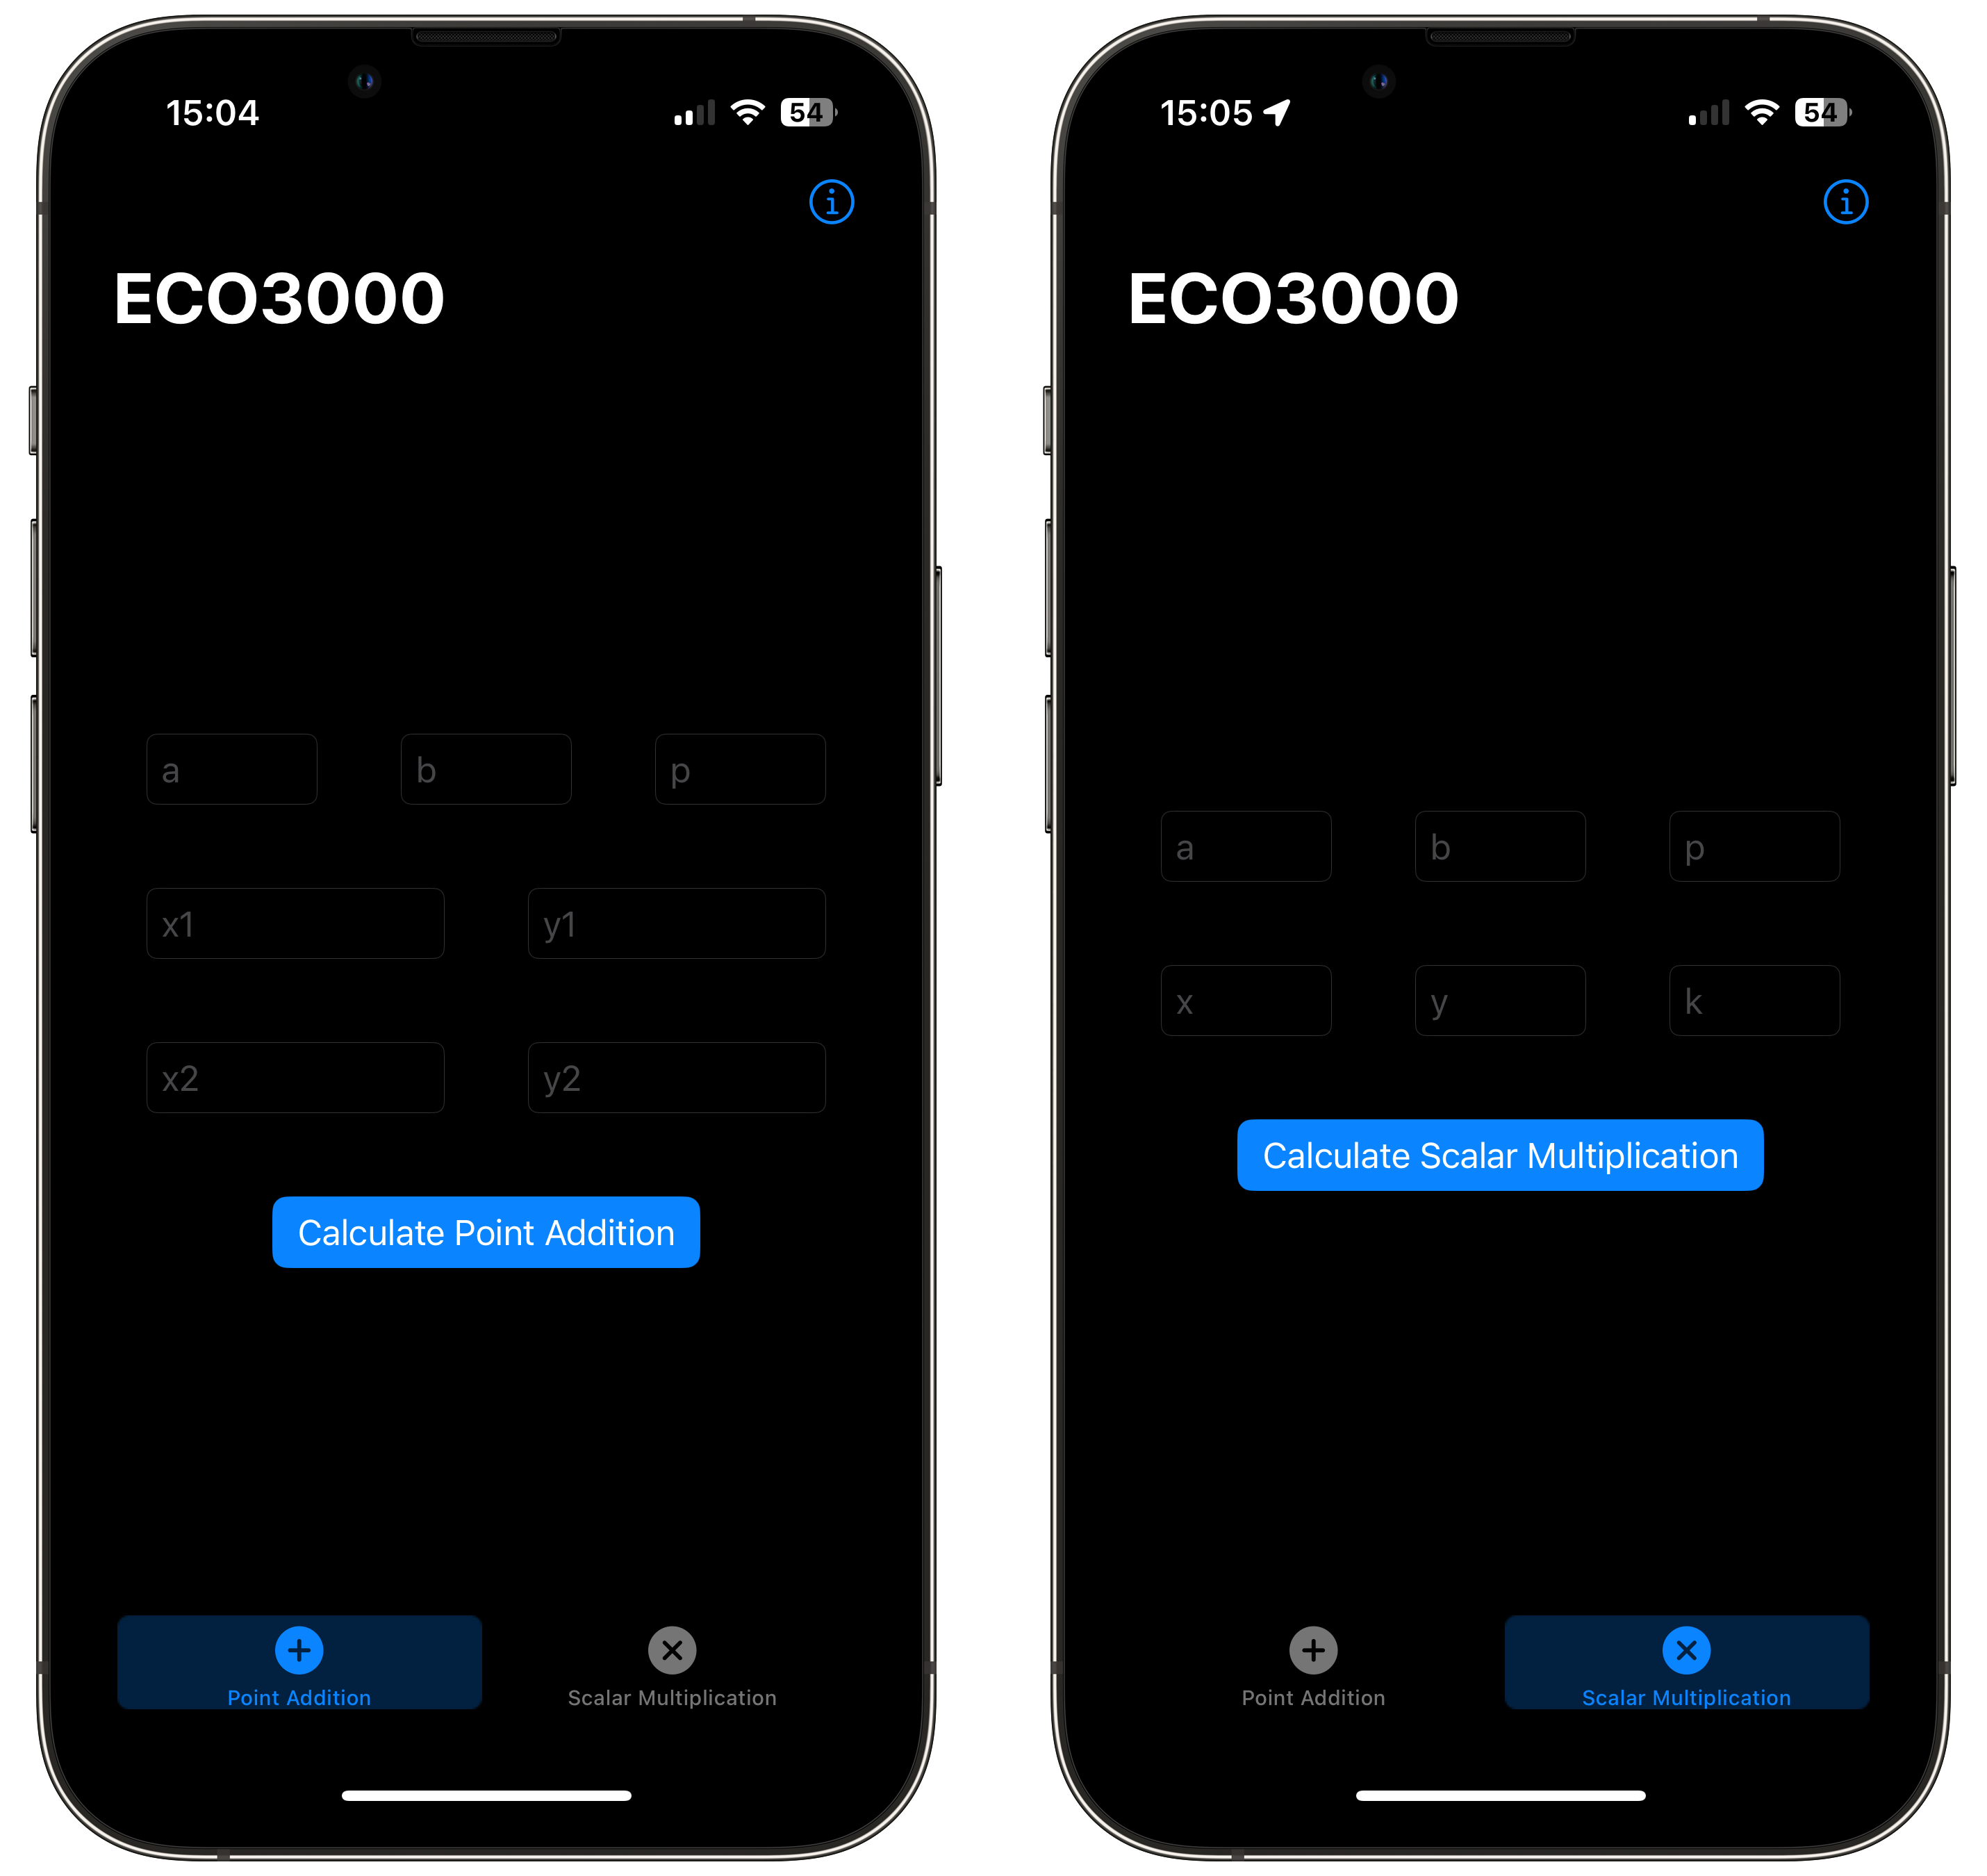 15:04
54
ECO3000
a b p
x1 y1
x2 y2
Calculate Point Addition
Point Addition Scalar Multiplication
15:05
54
ECO3000
a b p
x y k
Calculate Scalar Multiplication
Point Addition Scalar Multiplication